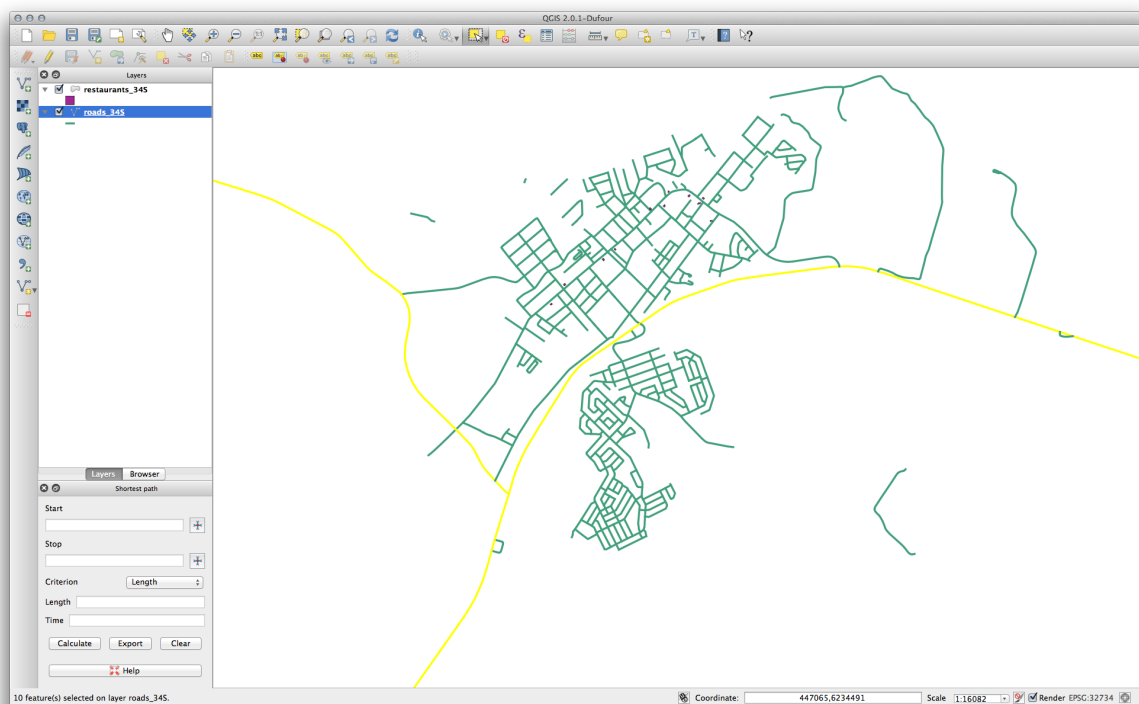 QGIS 2.0.1-Dufour
Layers
restaurants_34S
roads_34S
Layers Browser
Shortest path
Start
Stop
Criterion Length
Length
Time
Calculate Export Clear
Help
10 feature(s) selected on layer roads_34S.
Coordinate: 447065,6234491 Scale 1:16082 Render EPSG:32734